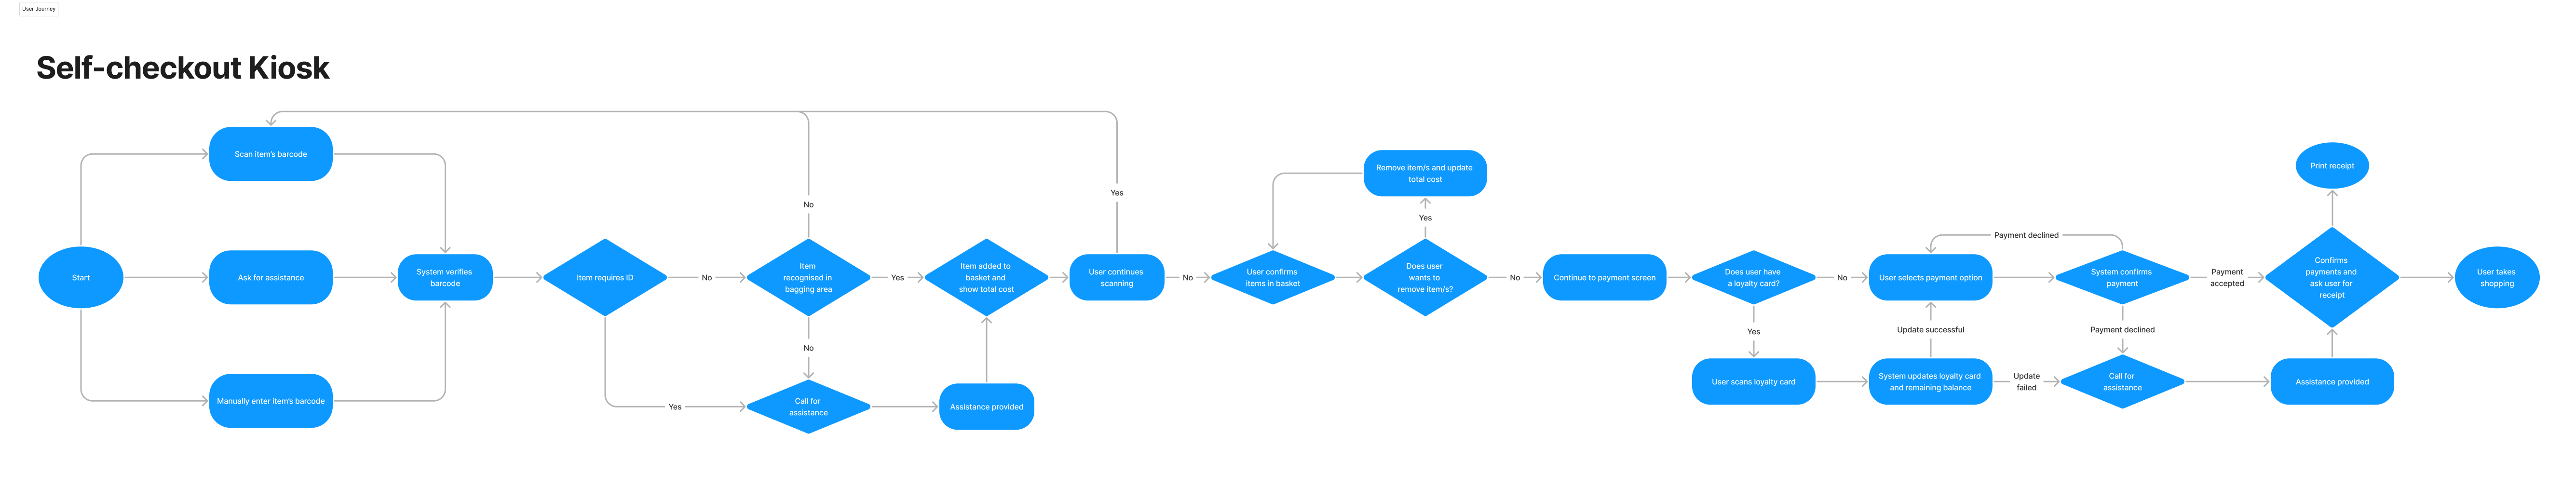 User Journey
Self-checkout Kiosk
Start
Scan item's barcode
Ask for assistance
Manually enter item's barcode
System verifies
barcode
Item requires ID
No
Yes
No
Item
recognised in
bagging area
No
Call for
assistance
Yes
Item added to
basket and
show total cost
Assistance provided
Yes
User continues
scanning
No
User confirms
items in basket
Remove item/s and update
total cost
Yes
Does user
wants to
remove item/s?
No
Continue to payment screen
Does user have
a loyalty card?
Yes
User scans loyalty card
No
User selects payment option
Update successful
System updates loyalty card
and remaining balance
Update
failed
Payment declined
System confirms
payment
Payment declined
Call for
assistance
Payment
accepted
Print receipt
Confirms
payments and
ask user for
receipt
Assistance provided
User takes
shopping